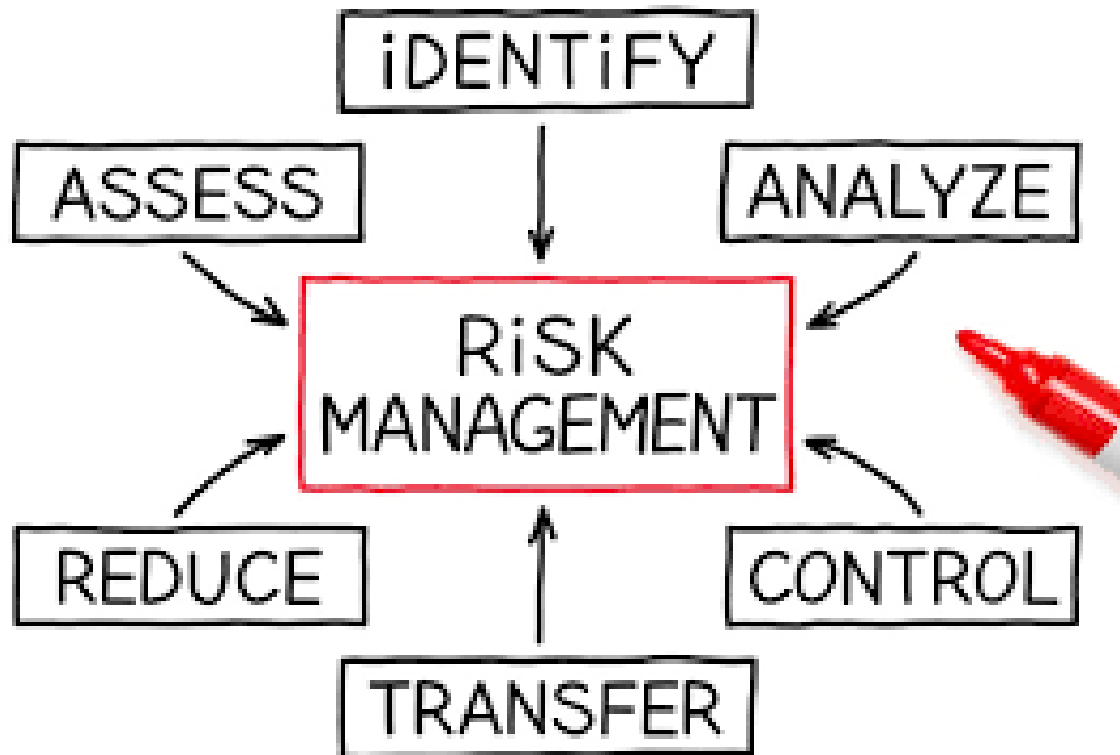 iDENTiFY
ASSESS
ANALYZE
RiSK
MANAGEMENT
REDUCE
CONTROL
TRANSFER